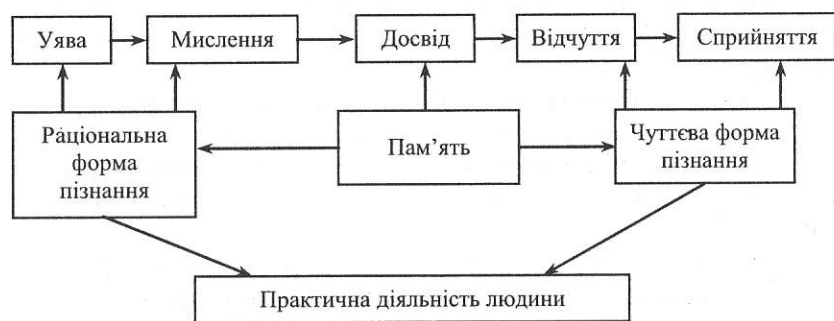 Уява
Мислення
Досвід
Відчуття
Сприйняття
Раціональна
форма
пізнання
Пам’ять
Чуттєва форма
пізнання
Практична діяльність людини